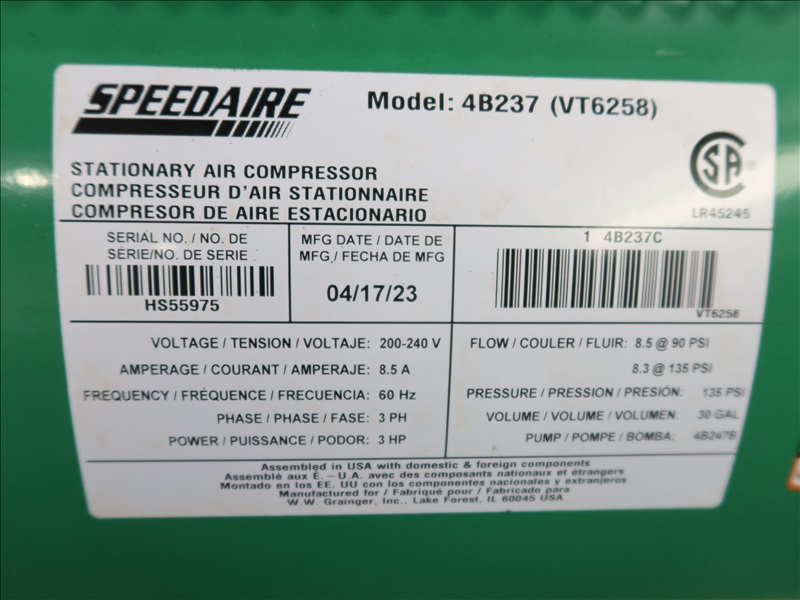 SPEEDAIRE
Model: 4B237 (VT6258)
STATIONARY AIR COMPRESSOR
COMPRESSEUR D'AIR STATIONNAIRE
COMPRESOR DE AIRE ESTACIONARIO
SA
®
LR45245
SERIAL NO. / NO. DE
SÉRIE/NO. DE SERIE
HS55975
MFG DATE / DATE DE
MFG / FECHA DE MFG
04/17/23
1 4B237C
VT6258
VOLTAGE / TENSION / VOLTAJE: 200-240 V
AMPERAGE / COURANT / AMPERAJE: 8.5 A
FREQUENCY / FRÉQUENCE / FRECUENCIA: 60 Hz
PHASE / PHASE / FASE: 3 PH
POWER / PUISSANCE / PODOR: 3 HP
FLOW / COULER / FLUIR: 8.5 @ 90 PSI
8.3 @ 135 PSI
PRESSURE / PRESSION / PRESIÓN: 135 PSI
VOLUME / VOLUME / VOLUMEN: 30 GAL
PUMP / POMPE / BOMBA: 4B247B
Assembled in USA with domestic & foreign components
Assemblé aux É. – U.A. avec des composants nationaux et étrangers
Montado en los EE. UU con los componentes nacionales y extranjeros
Manufactured for / Fabriqué pour / Fabricado para
W.W. Grainger, Inc., Lake Forest, IL 60045 USA